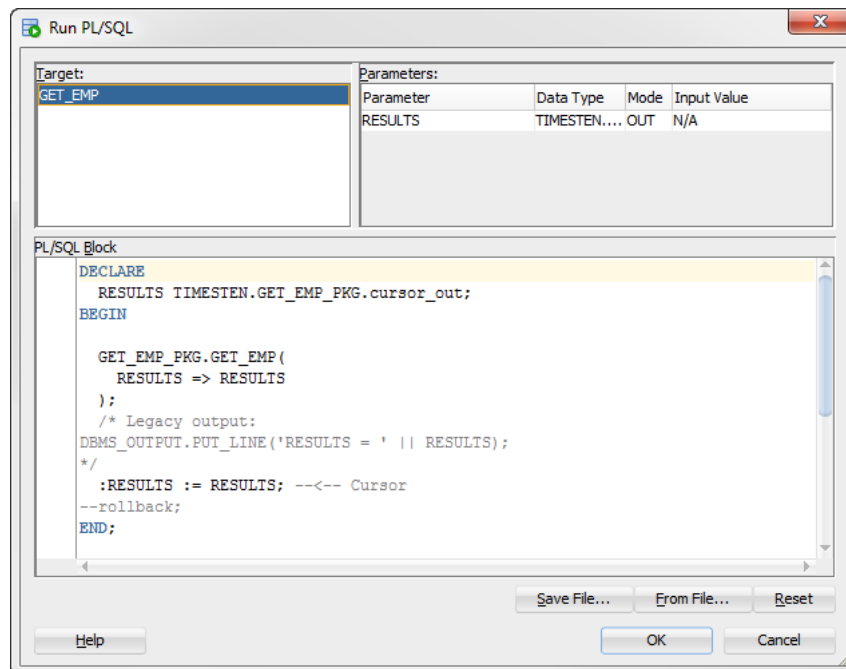 Run PL/SQL
Target:
GET_EMP
Parameters:
Parameter Data Type Mode Input Value
RESULTS TIMESTEN.... OUT N/A
PL/SQL Block
DECLARE
  RESULTS TIMESTEN.GET_EMP_PKG.cursor_out;
BEGIN

  GET_EMP_PKG.GET_EMP(
    RESULTS => RESULTS
  );
  /* Legacy output:
DBMS_OUTPUT.PUT_LINE('RESULTS = ' || RESULTS);
*/
  :RESULTS := RESULTS; --<-- Cursor
--rollback;
END;
Save File... From File... Reset
Help OK Cancel